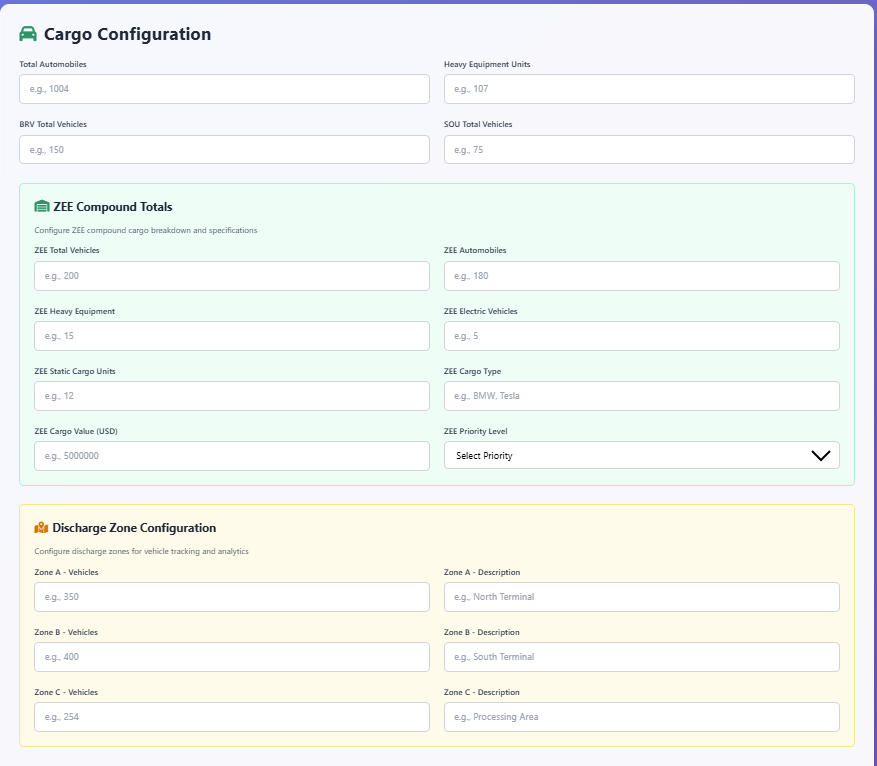 Cargo Configuration
Total Automobiles
Heavy Equipment Units
e.g., 1004
e.g., 107
BRV Total Vehicles
SOU Total Vehicles
e.g., 150
e.g., 75
ZEE Compound Totals
Configure ZEE compound cargo breakdown and specifications
ZEE Total Vehicles
ZEE Automobiles
e.g., 200
e.g., 180
ZEE Heavy Equipment
ZEE Electric Vehicles
e.g., 15
e.g., 5
ZEE Static Cargo Units
ZEE Cargo Type
e.g., 12
e.g., BMW, Tesla
ZEE Cargo Value (USD)
ZEE Priority Level
e.g., 5000000
Select Priority
Discharge Zone Configuration
Configure discharge zones for vehicle tracking and analytics
Zone A - Vehicles
Zone A - Description
e.g., 350
e.g., North Terminal
Zone B - Vehicles
Zone B - Description
e.g., 400
e.g., South Terminal
Zone C - Vehicles
Zone C - Description
e.g., 254
e.g., Processing Area